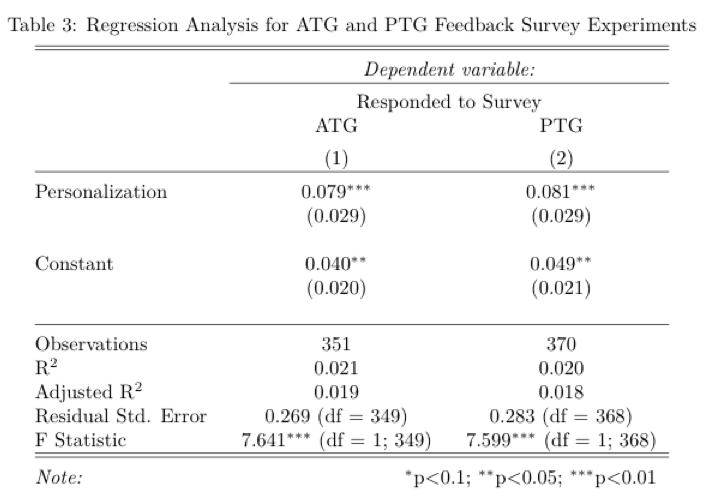 Table 3: Regression Analysis for ATG and PTG Feedback Survey Experiments
Dependent variable:
Responded to Survey
ATG PTG
(1) (2)
Personalization 0.079*** 0.081***
(0.029) (0.029)
Constant 0.040** 0.049**
(0.020) (0.021)
Observations 351 370
R² 0.021 0.020
Adjusted R² 0.019 0.018
Residual Std. Error 0.269 (df = 349) 0.283 (df = 368)
F Statistic 7.641*** (df = 1; 349) 7.599*** (df = 1; 368)
Note: *p<0.1; **p<0.05; ***p<0.01